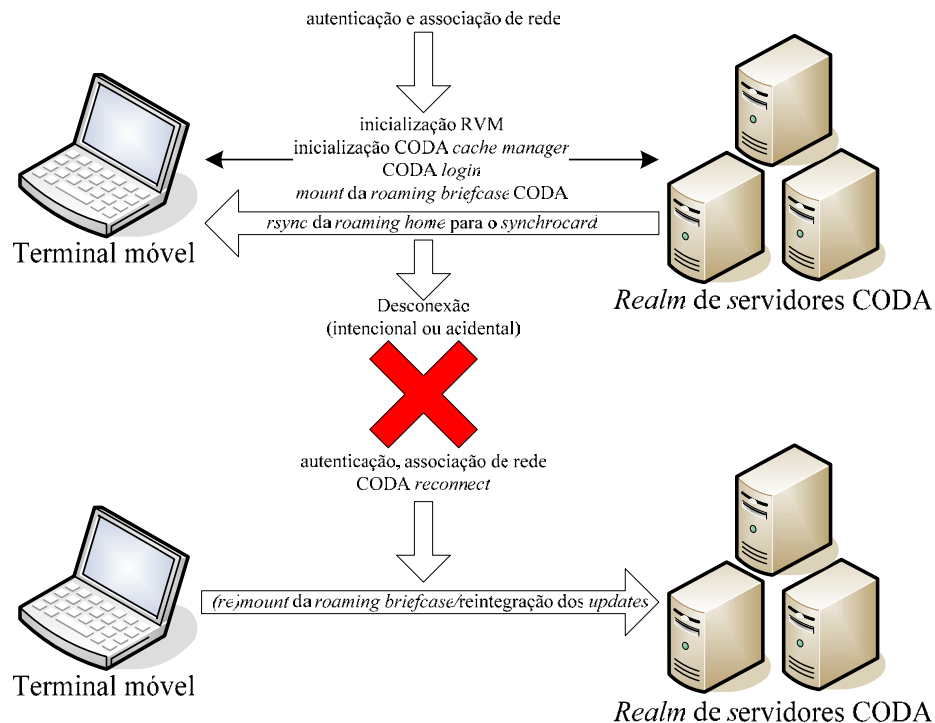 autenticação e associação de rede
inicialização RVM
inicialização CODA cache manager
CODA login
mount da roaming briefcase CODA
rsync da roaming home para o synchrocard
Terminal móvel
Realm de servidores CODA
Desconexão
(intencional ou acidental)
autenticação, associação de rede
CODA reconnect
(re)mount da roaming briefcase/reintegração dos updates
Terminal móvel
Realm de servidores CODA